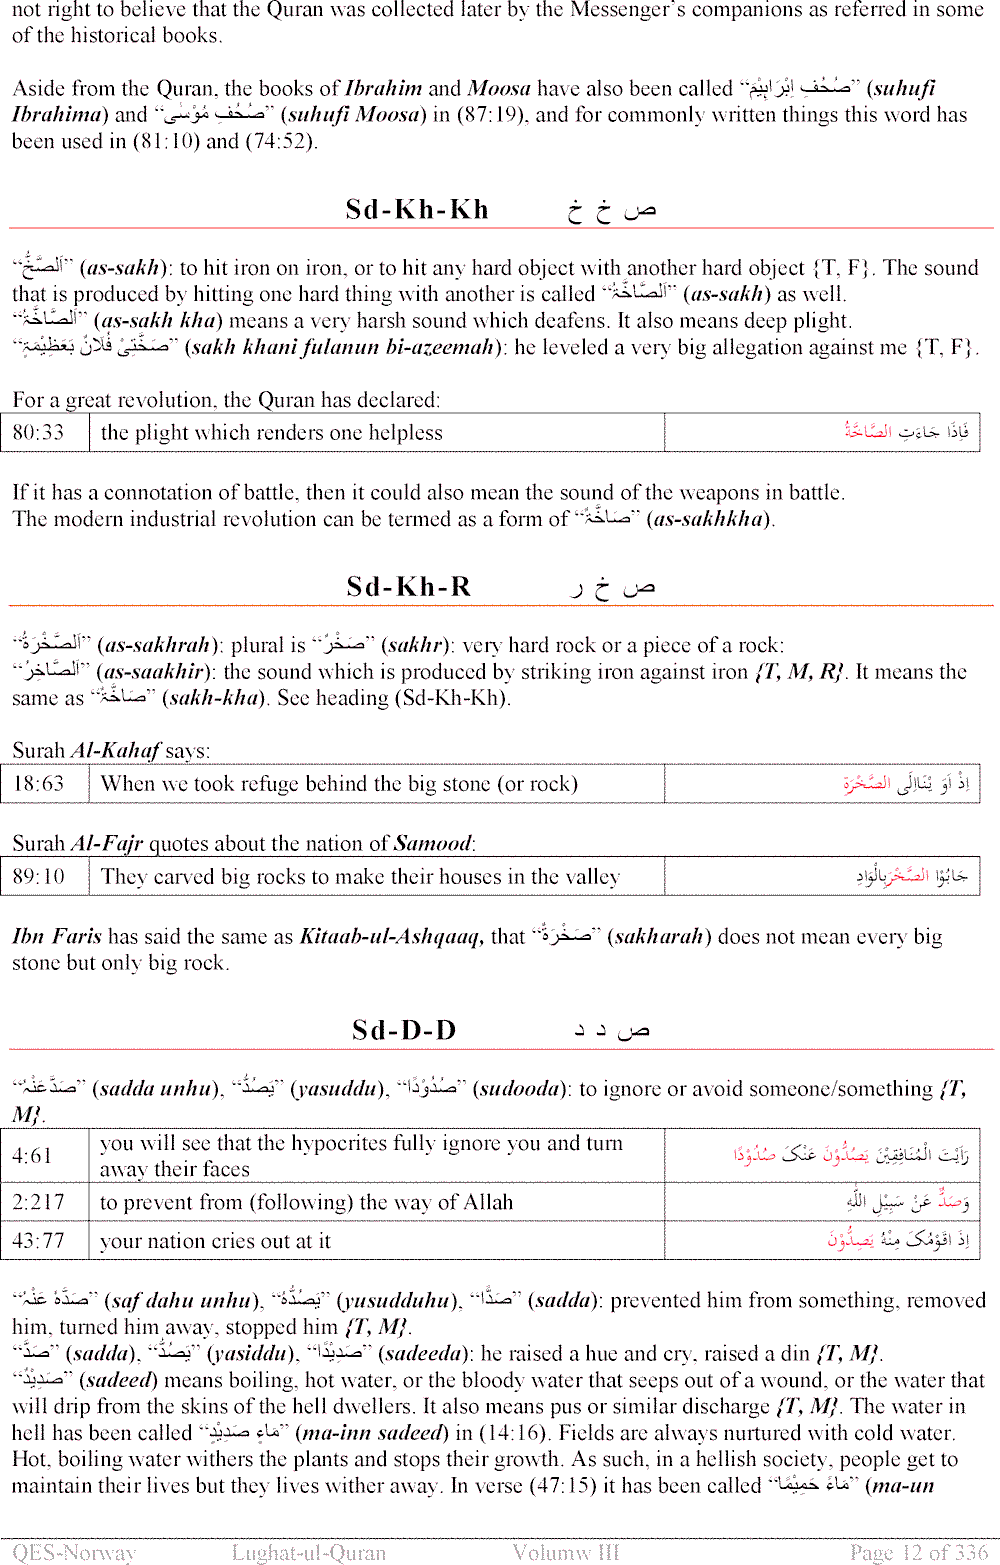 not right to believe that the Quran was collected later by the Messenger's companions as referred in some
of the historical books.
Aside from the Quran, the books of Ibrahim and Moosa have also been called “صُحُفِ اِبْرَاہِيْمَ” (suhufi
Ibrahima) and “صُحُفِ مُوْسٰی” (suhufi Moosa) in (87:19), and for commonly written things this word has
been used in (81:10) and (74:52).
Sd-Kh-Kh ص خ خ
“اَلصَّخُّ” (as-sakh): to hit iron on iron, or to hit any hard object with another hard object {T, F}. The sound
that is produced by hitting one hard thing with another is called “اَلصَّاخَّۃُ” (as-sakh) as well.
“اَلصَّاخَّۃُ” (as-sakh kha) means a very harsh sound which deafens. It also means deep plight.
“صَخَّنِیْ فُلَانٌ بَعَظِيْمَۃٍ” (sakh khani fulanun bi-azeemah): he leveled a very big allegation against me {T, F}.
For a great revolution, the Quran has declared:
80:33 the plight which renders one helpless فَاِذَا جَاءَتِ الصَّاخَّۃُ
If it has a connotation of battle, then it could also mean the sound of the weapons in battle.
The modern industrial revolution can be termed as a form of “صَاخَّۃٌ” (as-sakhkha).
Sd-Kh-R ص خ ر
“اَلصَّخْرَۃُ” (as-sakhrah): plural is “صَخْرٌ” (sakhr): very hard rock or a piece of a rock:
“اَلصَّاخِرُ” (as-saakhir): the sound which is produced by striking iron against iron {T, M, R}. It means the
same as “صَاخَّۃٌ” (sakh-kha). See heading (Sd-Kh-Kh).
Surah Al-Kahaf says:
18:63 When we took refuge behind the big stone (or rock) اِذْ اَوَ يْنَااِلَی الصَّخْرَۃِ
Surah Al-Fajr quotes about the nation of Samood:
89:10 They carved big rocks to make their houses in the valley جَابُوْا الصَّخْرَبِالْوَادِ
Ibn Faris has said the same as Kitaab-ul-Ashqaaq, that “صَخْرَۃٌ” (sakharah) does not mean every big
stone but only big rock.
Sd-D-D ص د د
“صَدَّعَنْہُ” (sadda unhu), “يَصُدُّ” (yasuddu), “صُدُوْدًا” (sudooda): to ignore or avoid someone/something {T,
M}.
4:61 you will see that the hypocrites fully ignore you and turn رَاَيْتَ الْمُنَافِقِيْنَ يَصُدُّوْنَ عَنْکَ صُدُوْدًا
away their faces
2:217 to prevent from (following) the way of Allah وَصَدٌّ عَنْ سَبِيْلِ اللّٰہِ
43:77 your nation cries out at it اِذَ اقَوْمُکَ مِنْہُ يَصِدُّوْنَ
“صَدَّہٗ عَنْہُ” (saf dahu unhu), “يَصُدُّہٗ” (yusudduhu), “صَدًّا” (sadda): prevented him from something, removed
him, turned him away, stopped him {T, M}.
“صَدَّ” (sadda), “يَصُدُّ” (yasiddu), “صَدِيْدًا” (sadeeda): he raised a hue and cry, raised a din {T, M}.
“صَدِيْدٌ” (sadeed) means boiling, hot water, or the bloody water that seeps out of a wound, or the water that
will drip from the skins of the hell dwellers. It also means pus or similar discharge {T, M}. The water in
hell has been called “مَاءٍ صَدِيْدٍ” (ma-inn sadeed) in (14:16). Fields are always nurtured with cold water.
Hot, boiling water withers the plants and stops their growth. As such, in a hellish society, people get to
maintain their lives but they lives wither away. In verse (47:15) it has been called “مَاءً حَمِيْمًا” (ma-un
QES-Norway Lughat-ul-Quran Volumw III Page 12 of 336